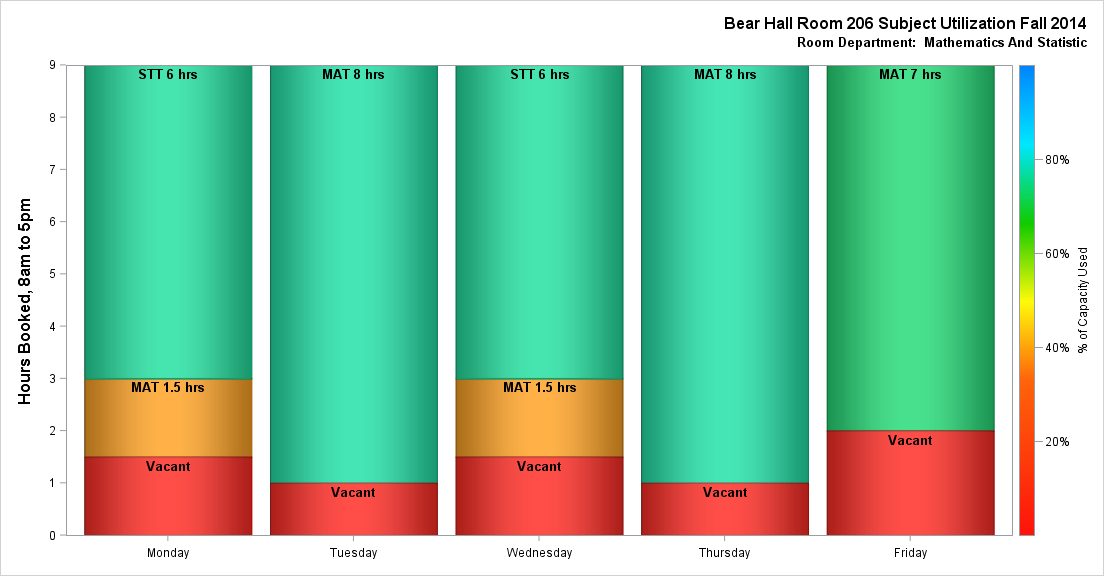 Bear Hall Room 206 Subject Utilization Fall 2014
Room Department:  Mathematics And Statistic
Hours Booked, 8am to 5pm
9
8
7
6
5
4
3
2
1
0
STT 6 hrs
MAT 1.5 hrs
Vacant
MAT 8 hrs
Vacant
STT 6 hrs
MAT 1.5 hrs
Vacant
MAT 8 hrs
Vacant
MAT 7 hrs
Vacant
Monday
Tuesday
Wednesday
Thursday
Friday
80%
60%
40%
20%
% of Capacity Used